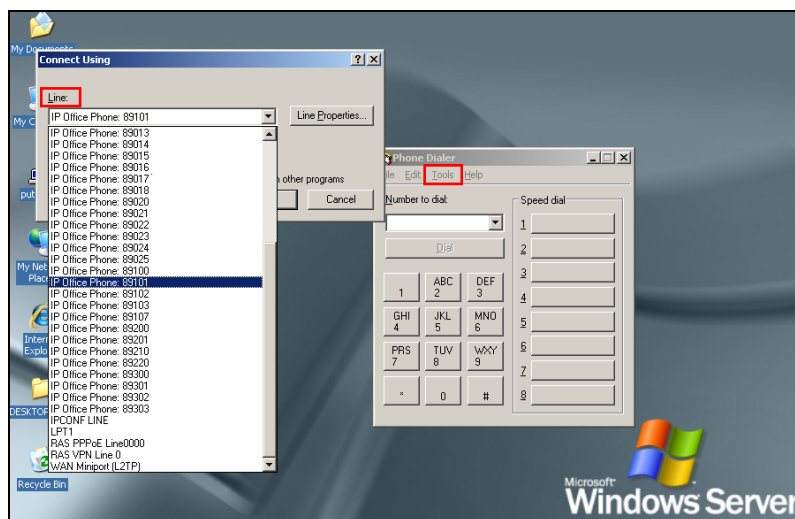 My Documents
Connect Using
Line:
IP Office Phone: 89101
Line Properties...
IP Office Phone: 89013
IP Office Phone: 89014
IP Office Phone: 89015
IP Office Phone: 89016
IP Office Phone: 89017
IP Office Phone: 89018
IP Office Phone: 89020
IP Office Phone: 89021
IP Office Phone: 89022
IP Office Phone: 89023
IP Office Phone: 89024
IP Office Phone: 89025
IP Office Phone: 89100
IP Office Phone: 89101
IP Office Phone: 89102
IP Office Phone: 89103
IP Office Phone: 89107
IP Office Phone: 89200
IP Office Phone: 89201
IP Office Phone: 89210
IP Office Phone: 89220
IP Office Phone: 89300
IP Office Phone: 89301
IP Office Phone: 89302
IP Office Phone: 89303
IPCONF LINE
LPT1
RAS PPPoE Line0000
RAS VPN Line 0
WAN Miniport (L2TP)
other programs
Cancel
My C
put
My Net
Place
Intern
Explo
DESKTOP
Recycle Bin
Phone Dialer
ile Edit Tools Help
Number to dial:
Dial
1
ABC
2
DEF
3
GHI
4
JKL
5
MNO
6
PRS
7
TUV
8
WXY
9
*
0
#
Speed dial
1
2
3
4
5
6
7
8
Microsoft
Windows Server